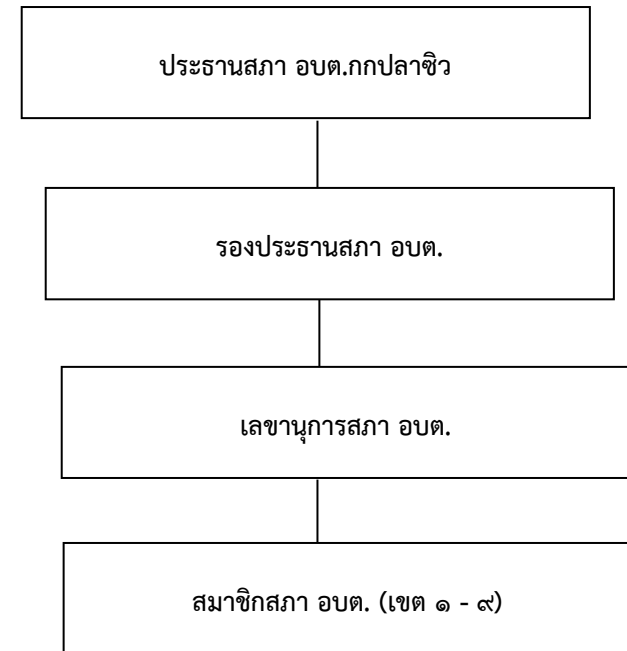 ประธานสภา อบต.กกปลาซิว
รองประธานสภา อบต.
เลขานุการสภา อบต.
สมาชิกสภา อบต. (เขต ๑ - ๙)